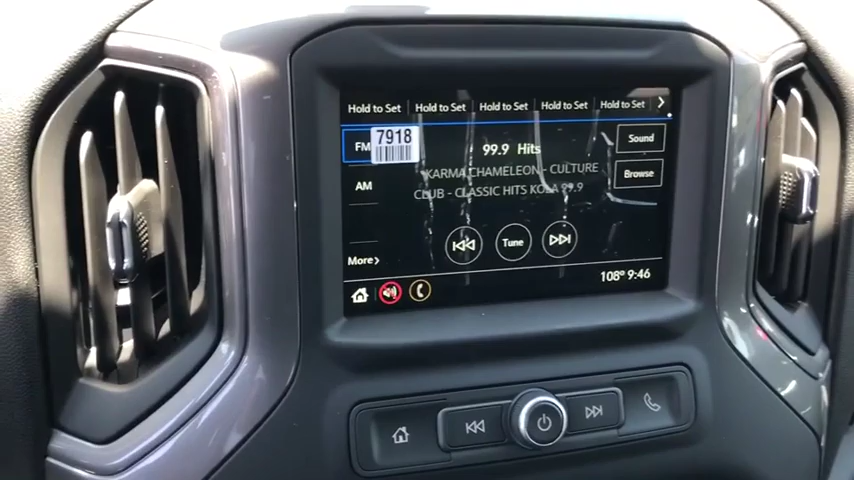 Hold to Set Hold to Set Hold to Set Hold to Set Hold to Set
FM 7918 99.9 Hits Sound
KARMA CHAMELEON - CULTURE Browse
AM
CLUB - CLASSIC HITS KOLA 99.9
Tune
More
108° 9:46